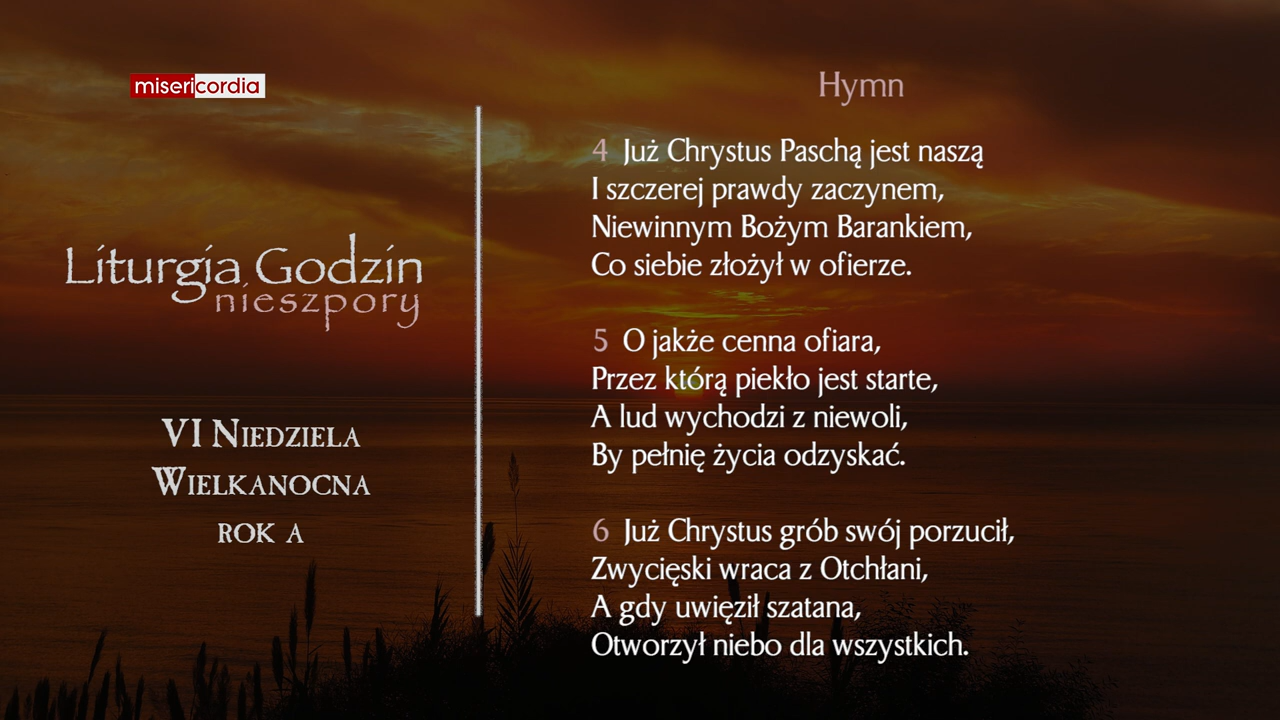 misericordia
Liturgia Godzin
nieszpory
VI Niedziela
Wielkanocna
rok A
Hymn
4 Już Chrystus Paschą jest naszą
I szczerej prawdy zaczynem,
Niewinnym Bożym Barankiem,
Co siebie złożył w ofierze.
5 O jakże cenna ofiara,
Przez którą piekło jest starte,
A lud wychodzi z niewoli,
By pełnię życia odzyskać.
6 Już Chrystus grób swój porzucił,
Zwycięski wraca z Otchłani,
A gdy uwięził szatana,
Otworzył niebo dla wszystkich.